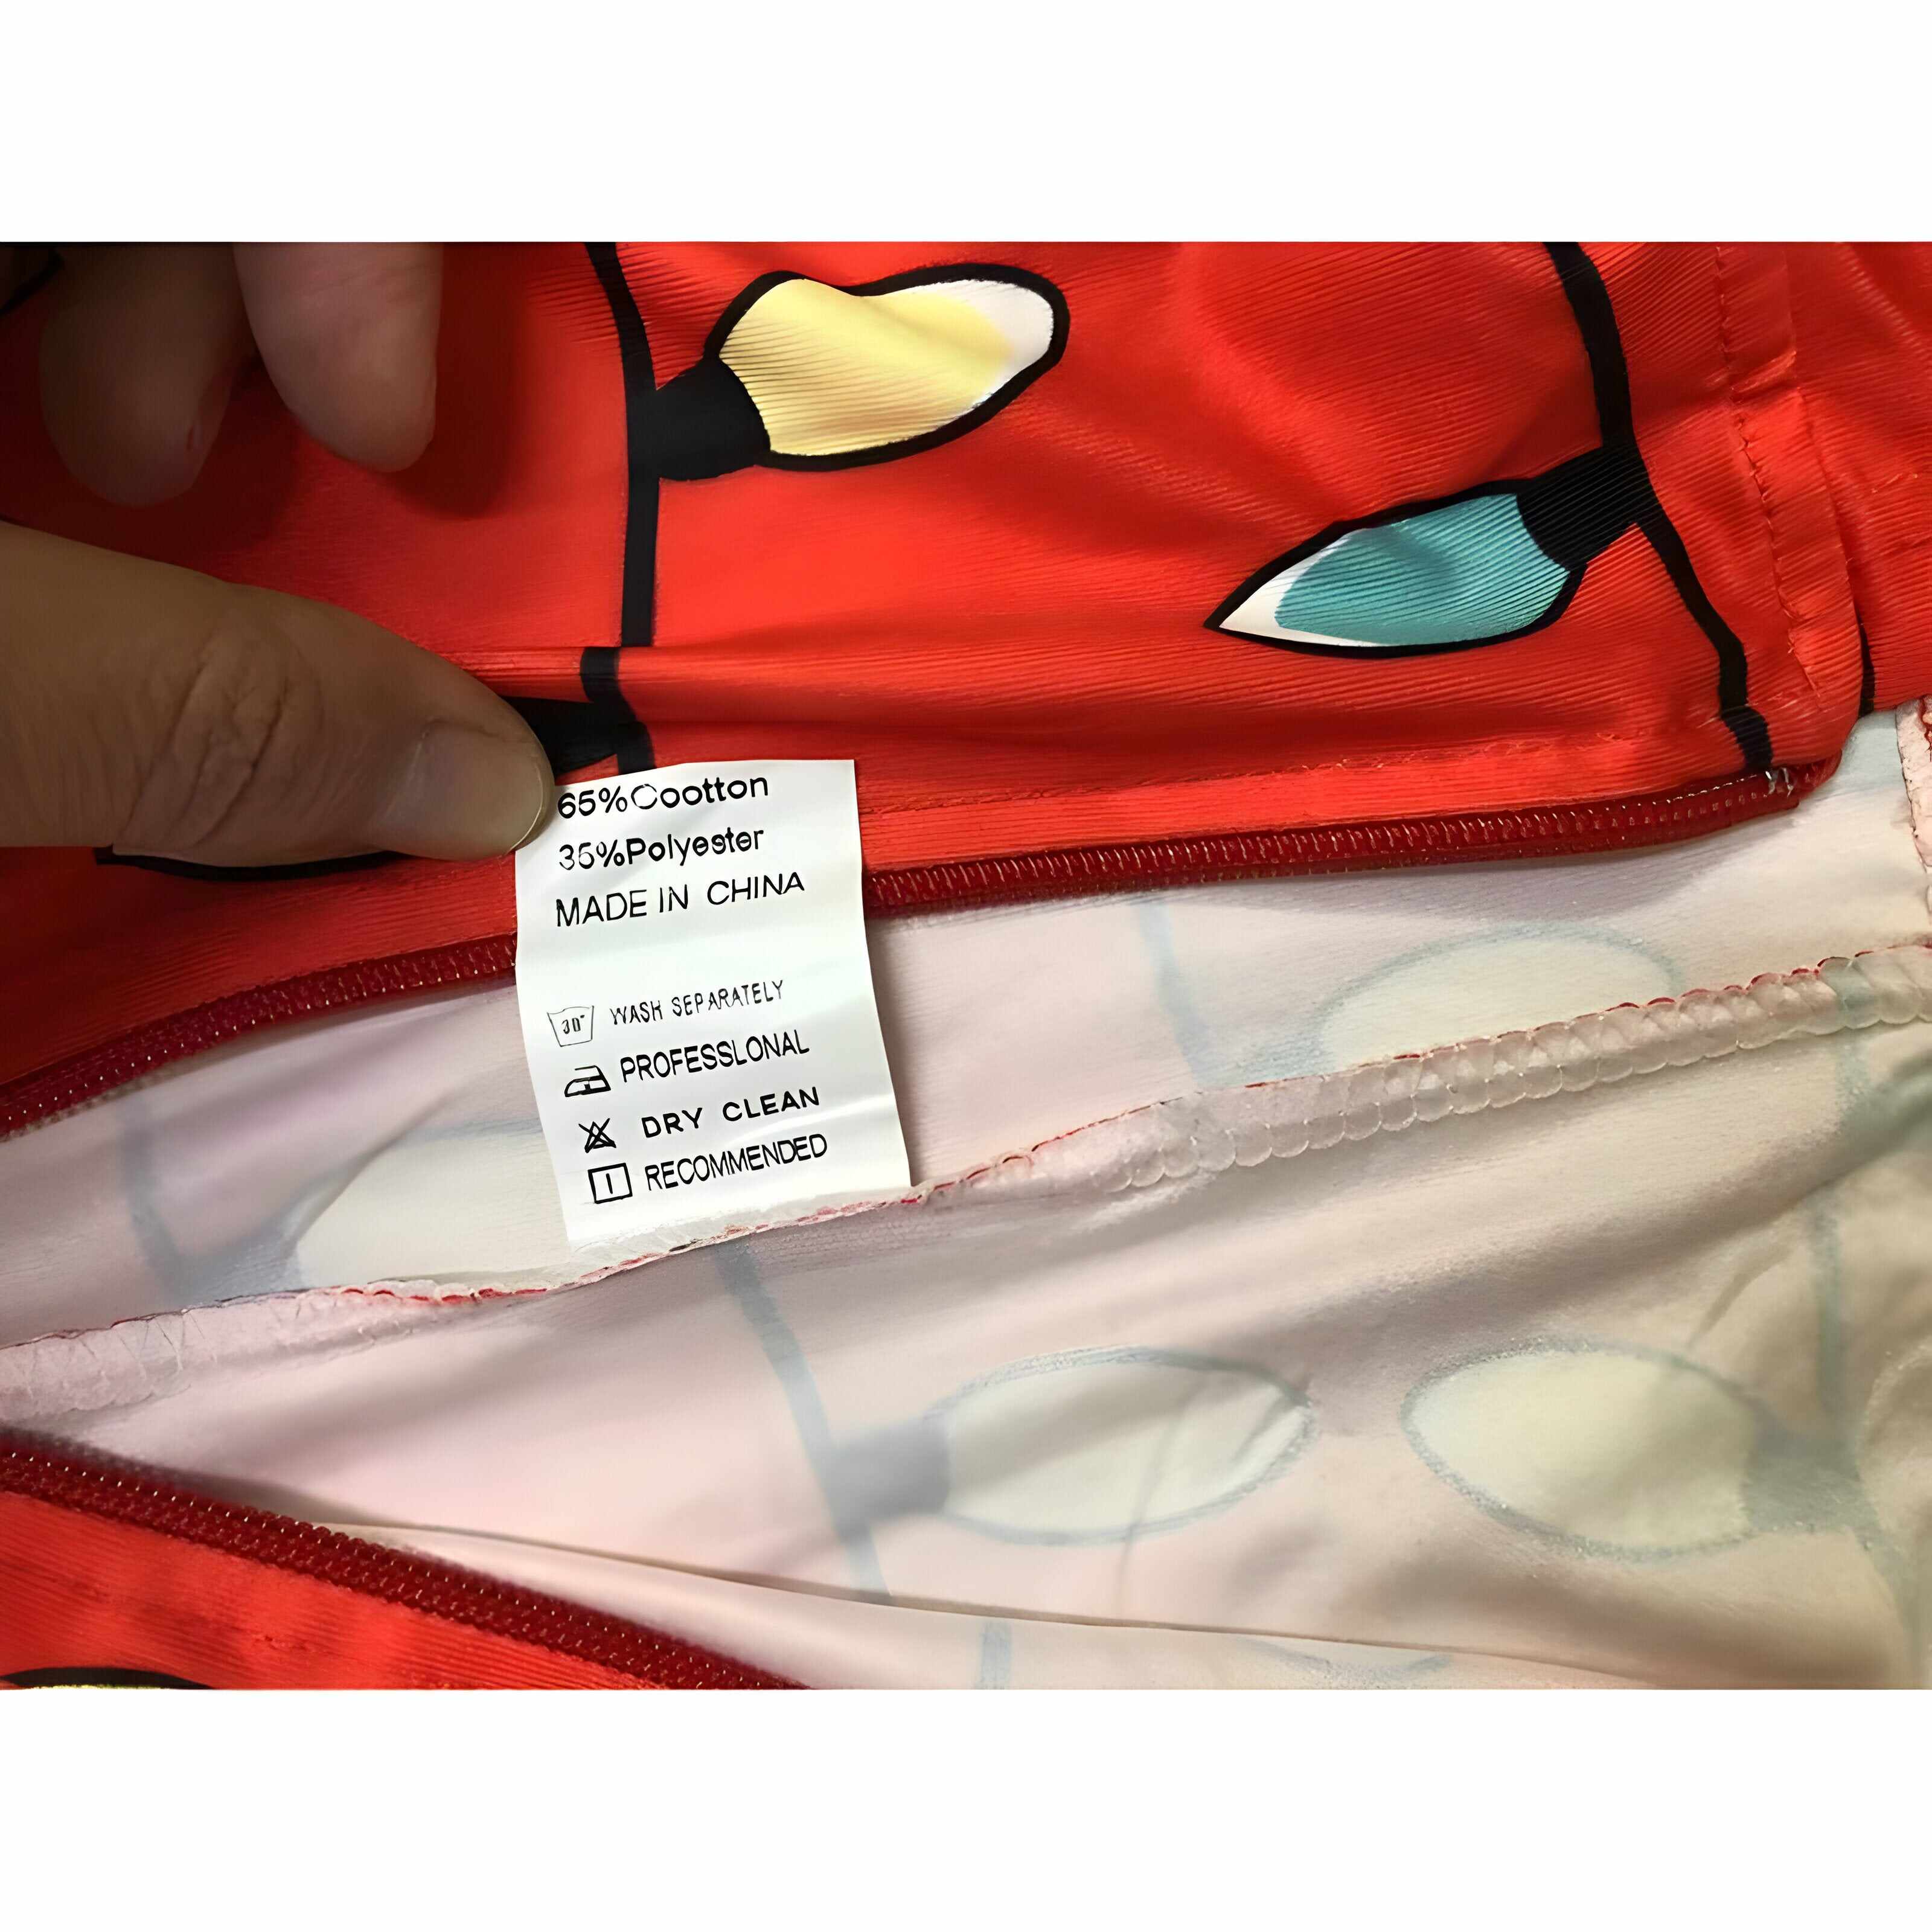 65%Cootton
35%Polyester
MADE IN CHINA
30° WASH SEPARATELY
PROFESSLONAL
DRY CLEAN
RECOMMENDED